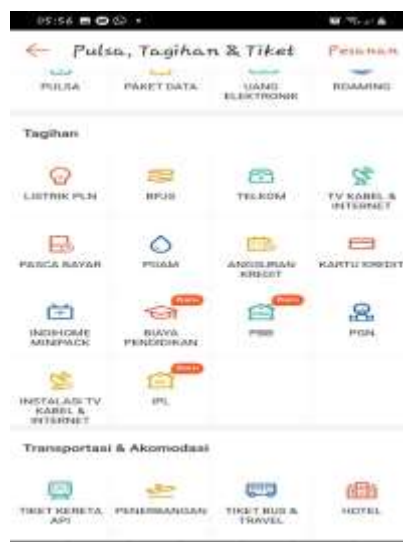 05:56
Pulsa, Tagihan & Tiket
Pesanan
PULSA
PAKET DATA
UANG
ELEKTRONIK
ROAMING
Tagihan
LISTRIK PLN
BPJS
TELKOM
TV KABEL &
INTERNET
PASCA BAYAR
PDAM
ANGSURAN
KREDIT
KARTU KREDIT
INDIHOME
MINIPACK
Baru
BIAYA
PENDIDIKAN
Baru
PBB
PGN
INSTALASI TV
KABEL &
INTERNET
Baru
IPL
Transportasi & Akomodasi
TIKET KERETA
API
PENERBANGAN
TIKET BUS &
TRAVEL
HOTEL